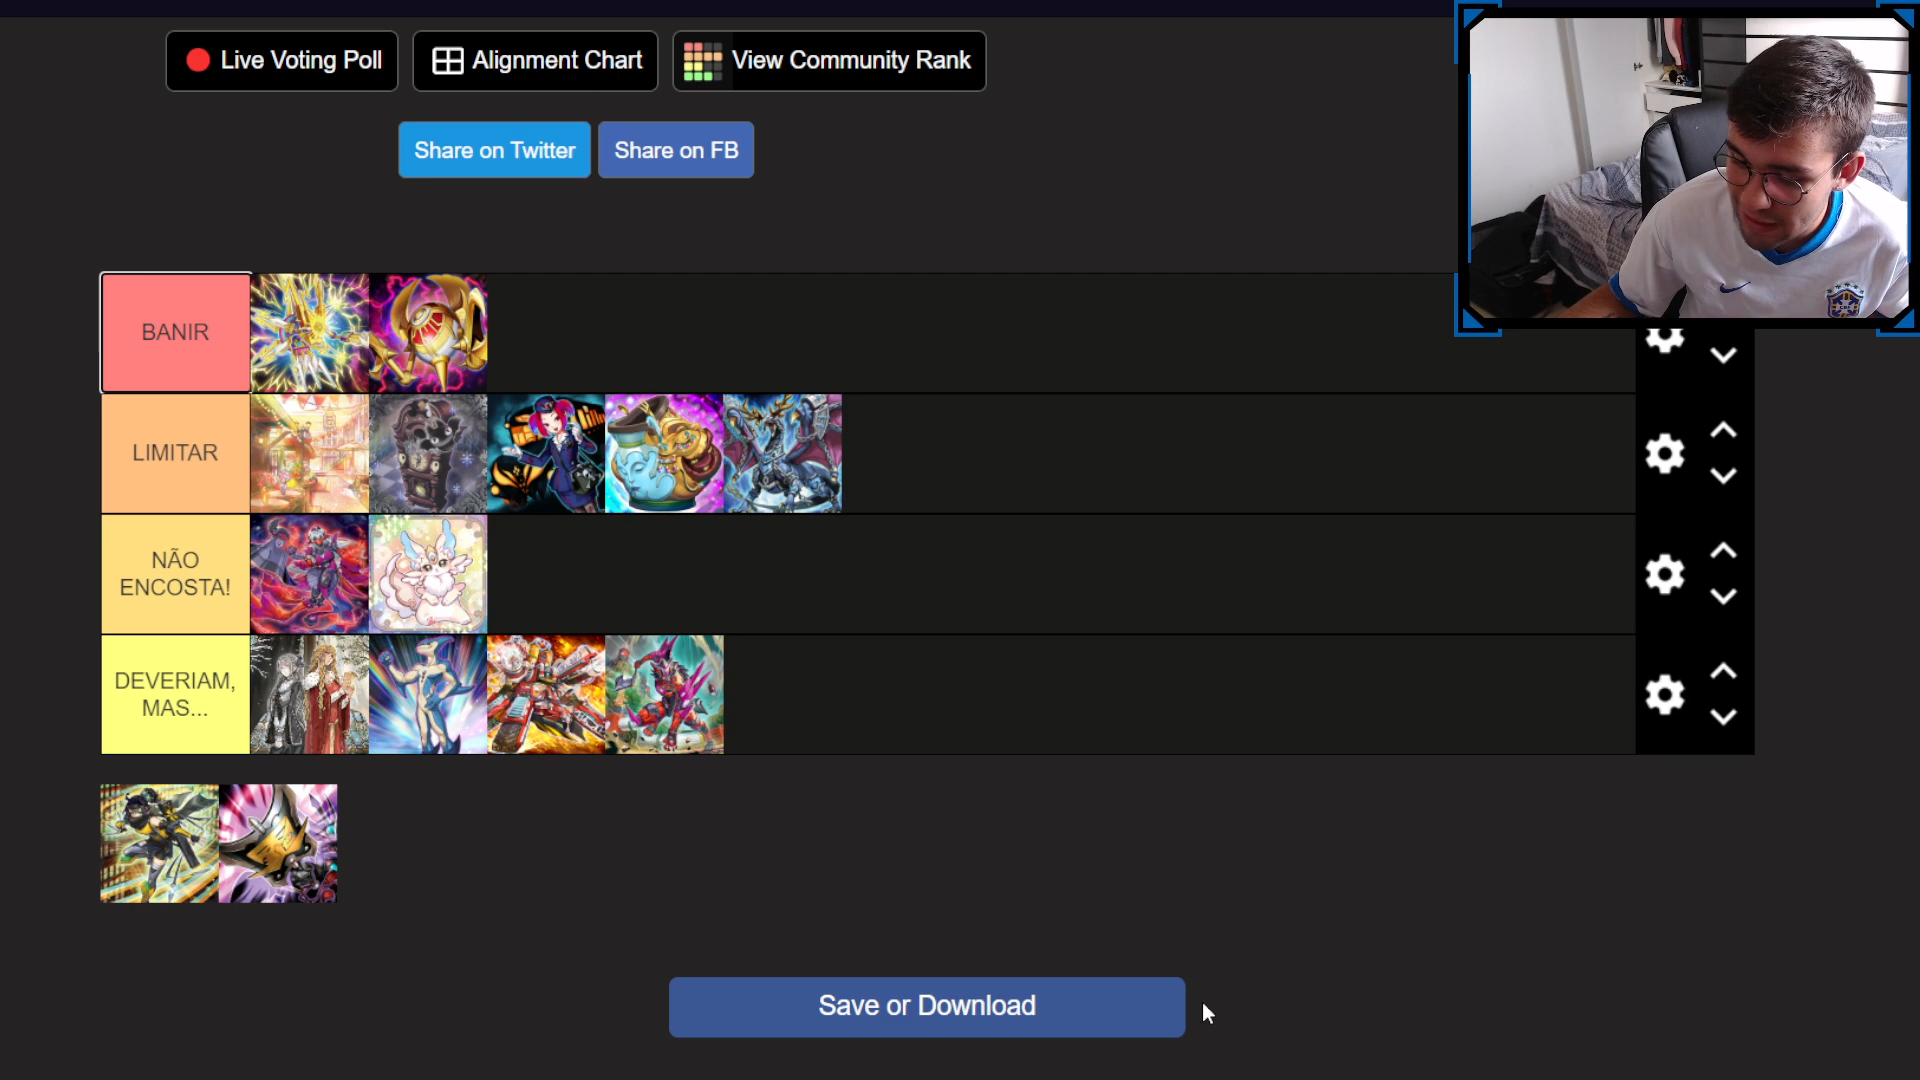 Live Voting Poll
Alignment Chart
View Community Rank
Share on Twitter
Share on FB
BANIR
LIMITAR
NÃO
ENCOSTA!
DEVERIAM,
MAS...
Save or Download